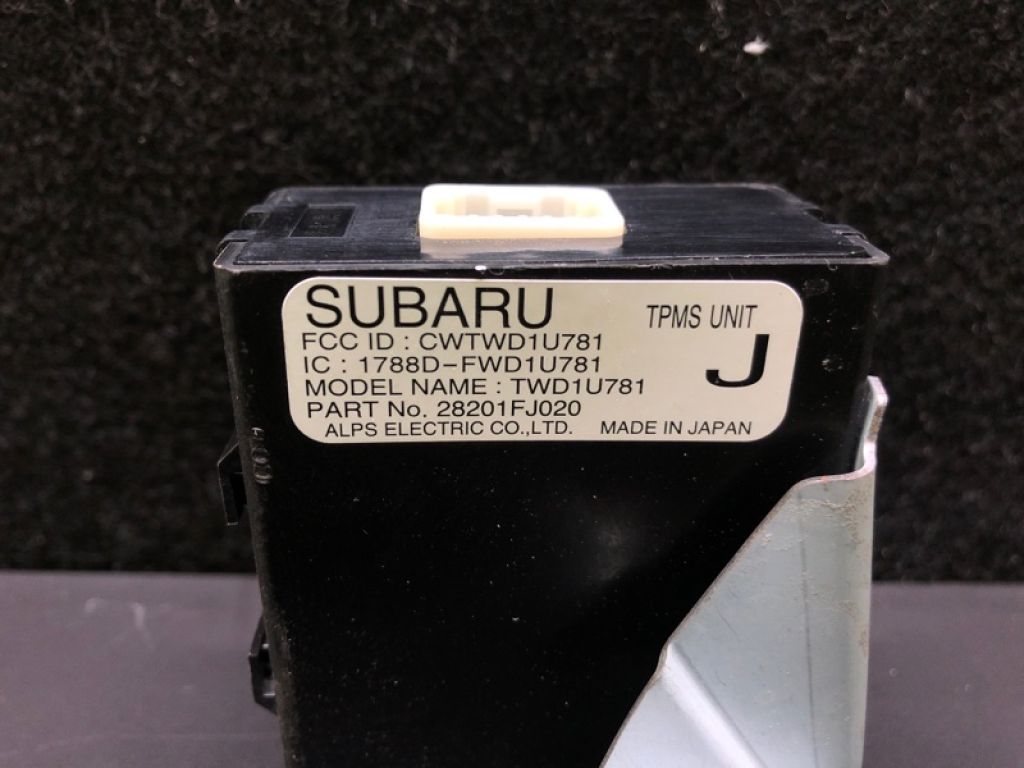 SUBARU TPMS UNIT
FCC ID : CWTWD1U781
IC : 1788D-FWD1U781 J
MODEL NAME : TWD1U781
PART No. 28201FJ020
ALPS ELECTRIC CO.,LTD. MADE IN JAPAN